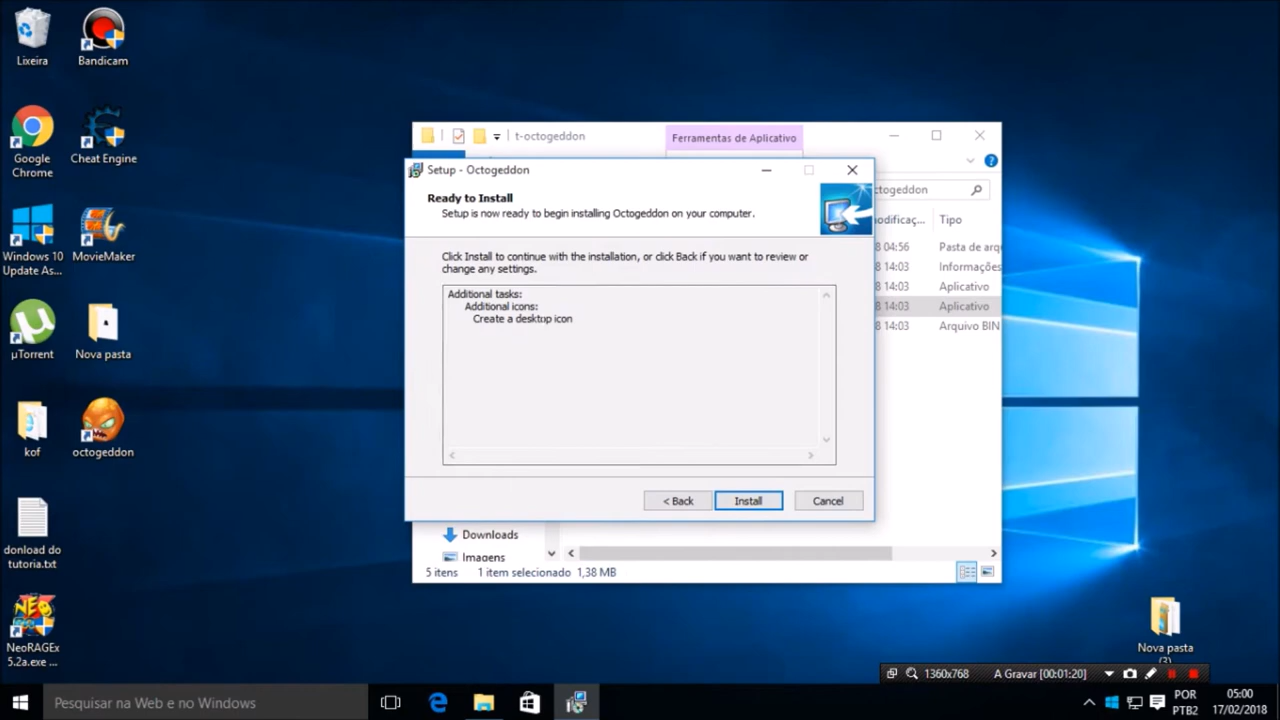 Lixeira
Bandicam
Google
Chrome
Cheat Engine
Windows 10
Update As...
MovieMaker
µTorrent
Nova pasta
kof
octogeddon
donload do
tutoria.txt
NeoRAGEx
5.2a.exe ...
t-octogeddon
Ferramentas de Aplicativo
Setup - Octogeddon
Ready to Install
Setup is now ready to begin installing Octogeddon on your computer.
Click Install to continue with the installation, or click Back if you want to review or
change any settings.
Additional tasks:
Additional icons:
Create a desktop icon
< Back
Install
Cancel
ctogeddon
odificaç...
Tipo
8 04:56
Pasta de arq
8 14:03
Informações
8 14:03
Aplicativo
8 14:03
Aplicativo
8 14:03
Arquivo BIN
Downloads
Imagens
5 itens
1 item selecionado
1,38 MB
Nova pasta
(3)
1360x768
A Gravar [00:01:20]
Pesquisar na Web e no Windows
POR
PTB2
05:00
17/02/2018